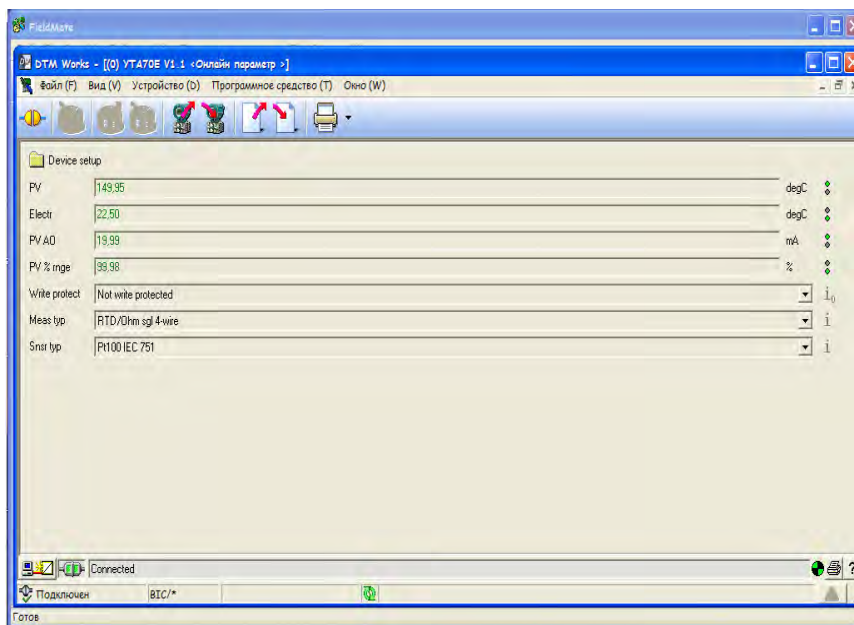 FieldMate
DTM Works - [(0) YTA70E V1.1 <Онлайн параметр >]
Файл (F) Вид (V) Устройство (D) Программное средство (T) Окно (W)
Device setup
PV 149,95 degC
Electr 22,50 degC
PV AO 19,99 mA
PV % rnge 99,98 %
Write protect Not write protected
Meas typ RTD/Ohm sgl 4-wire
Snsr typ Pt100 IEC 751
Connected
Подключен BIC/*
Готов